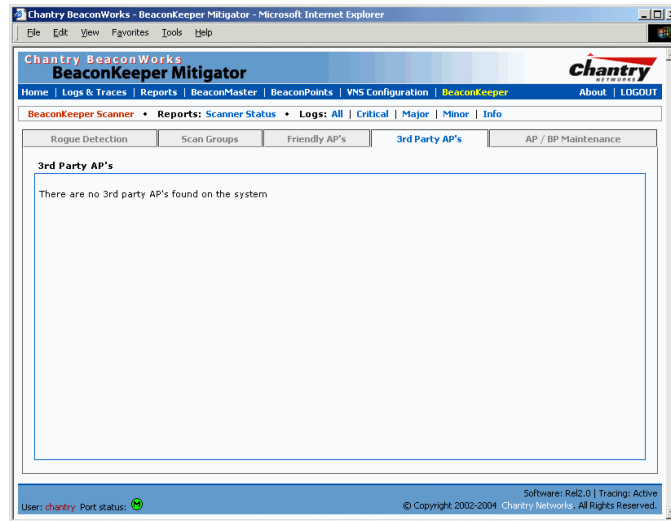 Chantry BeaconWorks - BeaconKeeper Mitigator - Microsoft Internet Explorer
File Edit View Favorites Tools Help
Chantry BeaconWorks
BeaconKeeper Mitigator
Chantry
NETWORKS
Home | Logs & Traces | Reports | BeaconMaster | BeaconPoints | VNS Configuration | BeaconKeeper About | LOGOUT
BeaconKeeper Scanner • Reports: Scanner Status • Logs: All | Critical | Major | Minor | Info
Rogue Detection Scan Groups Friendly AP's 3rd Party AP's AP / BP Maintenance
3rd Party AP's
There are no 3rd party AP's found on the system
Software: Rel2.0 | Tracing: Active
User: chantry Port status: M © Copyright 2002-2004 Chantry Networks. All Rights Reserved.